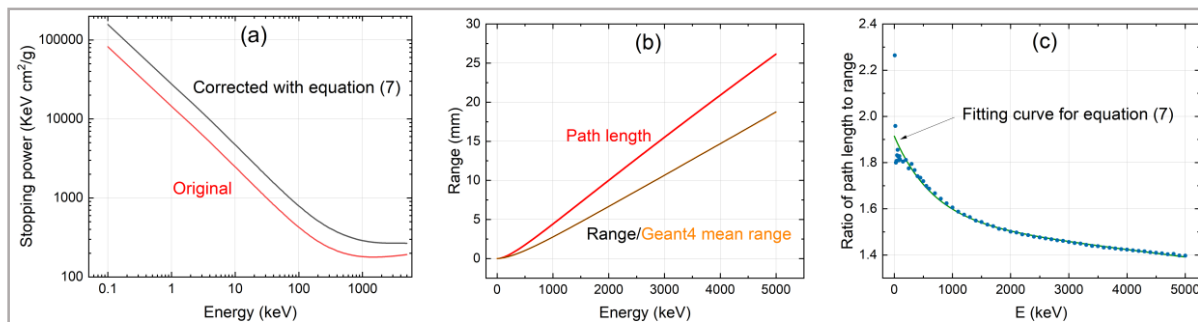 (a)
Stopping power (KeV cm²/g)
100000
10000
1000
100
Corrected with equation (7)
Original
0.1 1 10 100 1000
Energy (keV)
(b)
Range (mm)
30
25
20
15
10
5
0
Path length
Range/Geant4 mean range
0 1000 2000 3000 4000 5000
Energy (keV)
(c)
Ratio of path length to range
2.4
2.2
2.0
1.8
1.6
1.4
Fitting curve for equation (7)
0 1000 2000 3000 4000 5000
E (keV)